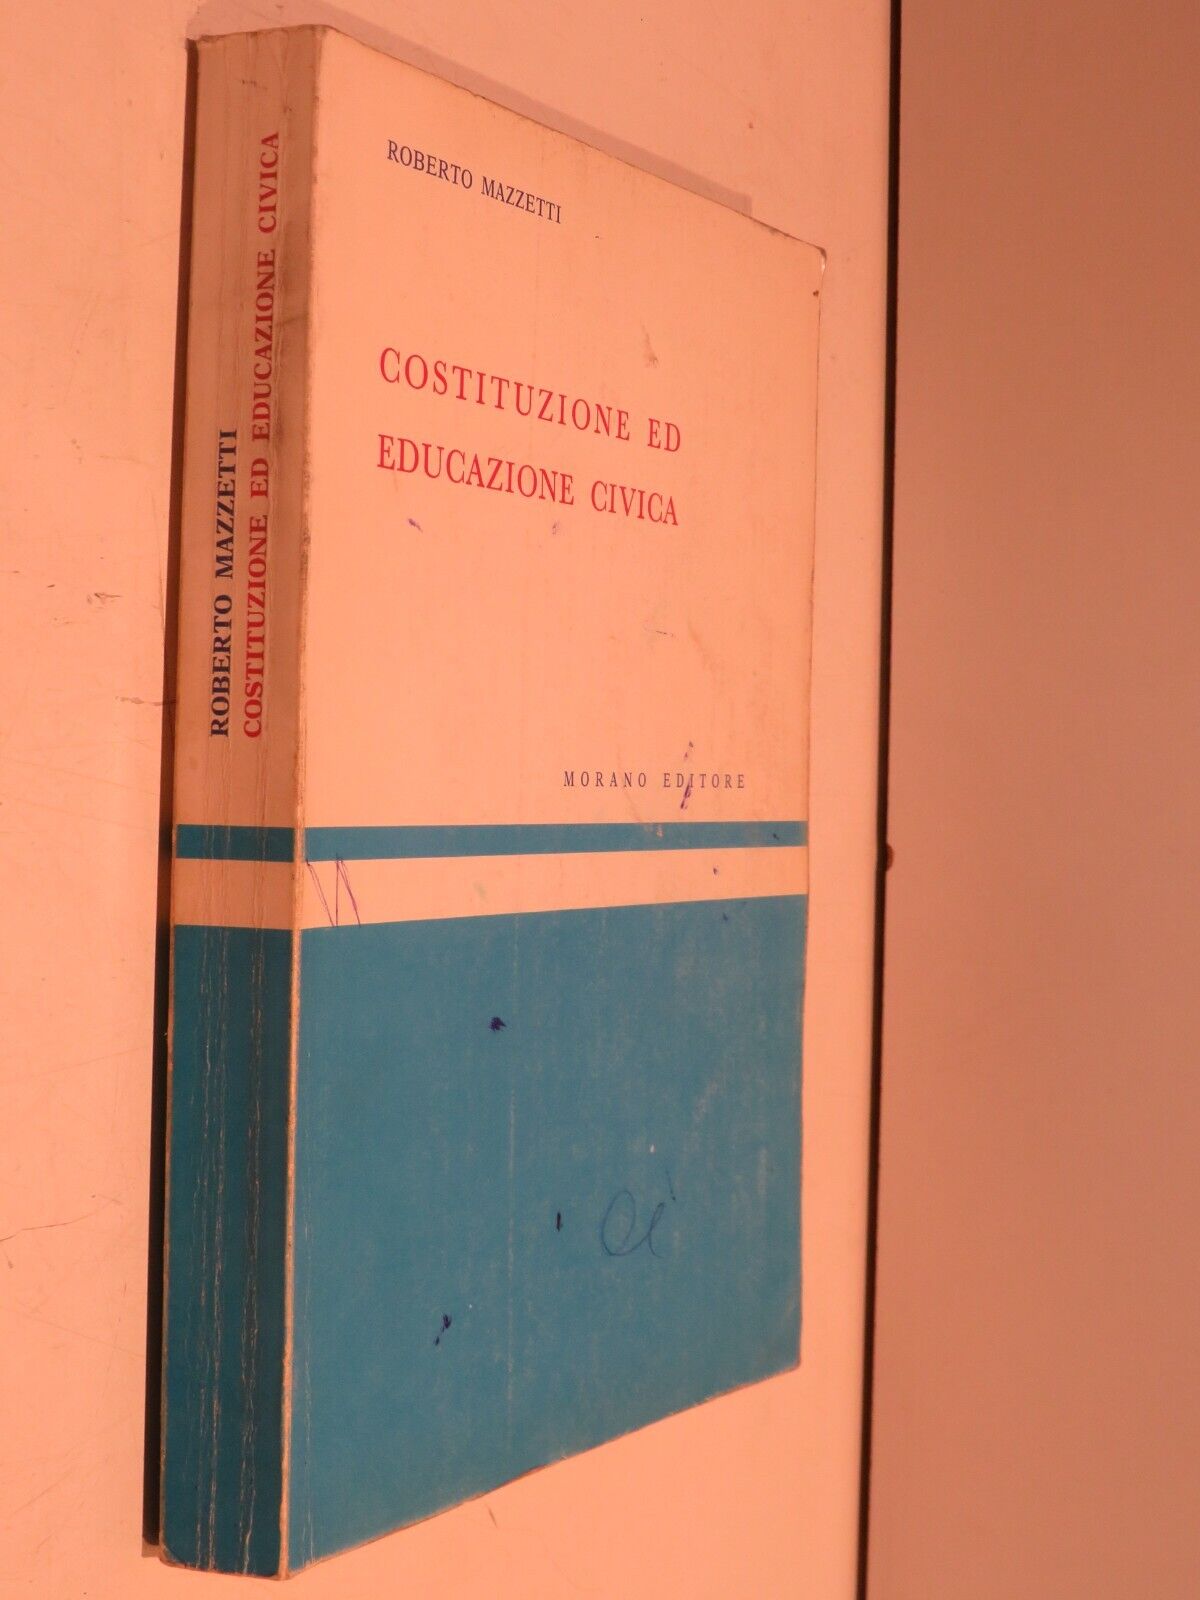 ROBERTO MAZZETTI
COSTITUZIONE ED EDUCAZIONE CIVICA
ROBERTO MAZZETTI
COSTITUZIONE ED
EDUCAZIONE CIVICA
MORANO EDITORE